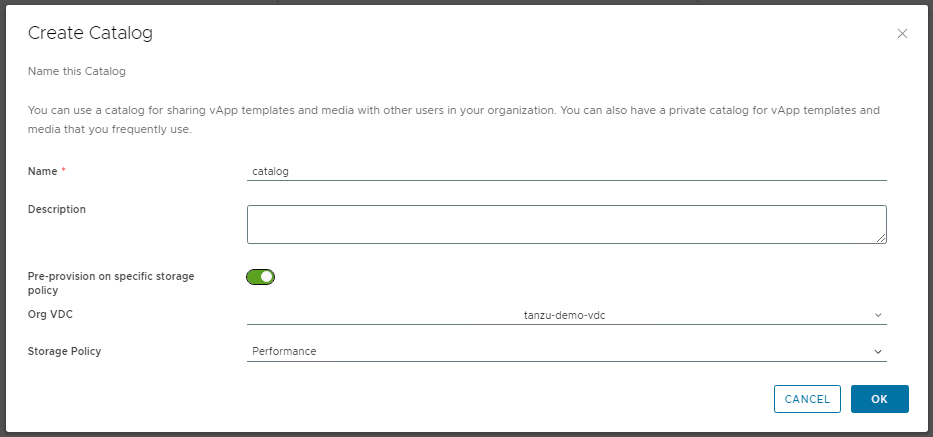 Create Catalog
Name this Catalog
You can use a catalog for sharing vApp templates and media with other users in your organization. You can also have a private catalog for vApp templates and
media that you frequently use.
Name *
catalog
Description
Pre-provision on specific storage
policy
Org VDC
tanzu-demo-vdc
Storage Policy
Performance
CANCEL
OK